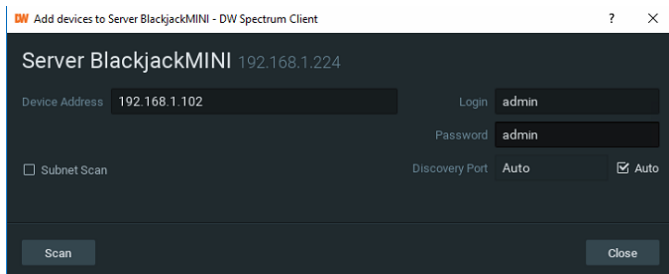 DW Add devices to Server BlackjackMINI - DW Spectrum Client ? X
Server BlackjackMINI 192.168.1.224
Device Address 192.168.1.102 Login admin
Password admin
Subnet Scan Discovery Port Auto Auto
Scan Close